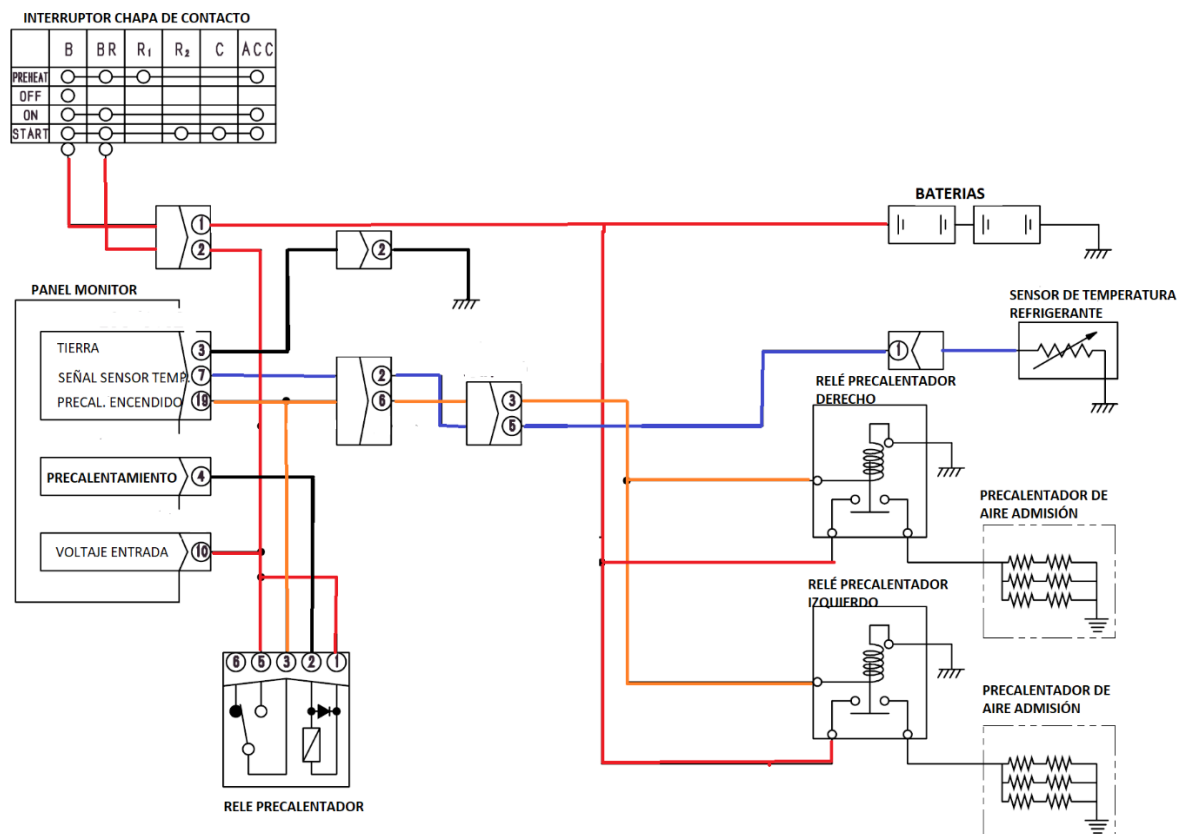 INTERRUPTOR CHAPA DE CONTACTO
B BR R₁ R₂ C ACC
PREHEAT
OFF
ON
START
1
2
2
BATERIAS
PANEL MONITOR
TIERRA 3
SEÑAL SENSOR TEMP. 7
PRECAL. ENCENDIDO 19
PRECALENTAMIENTO 4
VOLTAJE ENTRADA 10
2
6
3
5
1
SENSOR DE TEMPERATURA
REFRIGERANTE
RELÉ PRECALENTADOR
DERECHO
PRECALENTADOR DE
AIRE ADMISIÓN
RELÉ PRECALENTADOR
IZQUIERDO
PRECALENTADOR DE
AIRE ADMISIÓN
6 5 3 2 1
RELE PRECALENTADOR